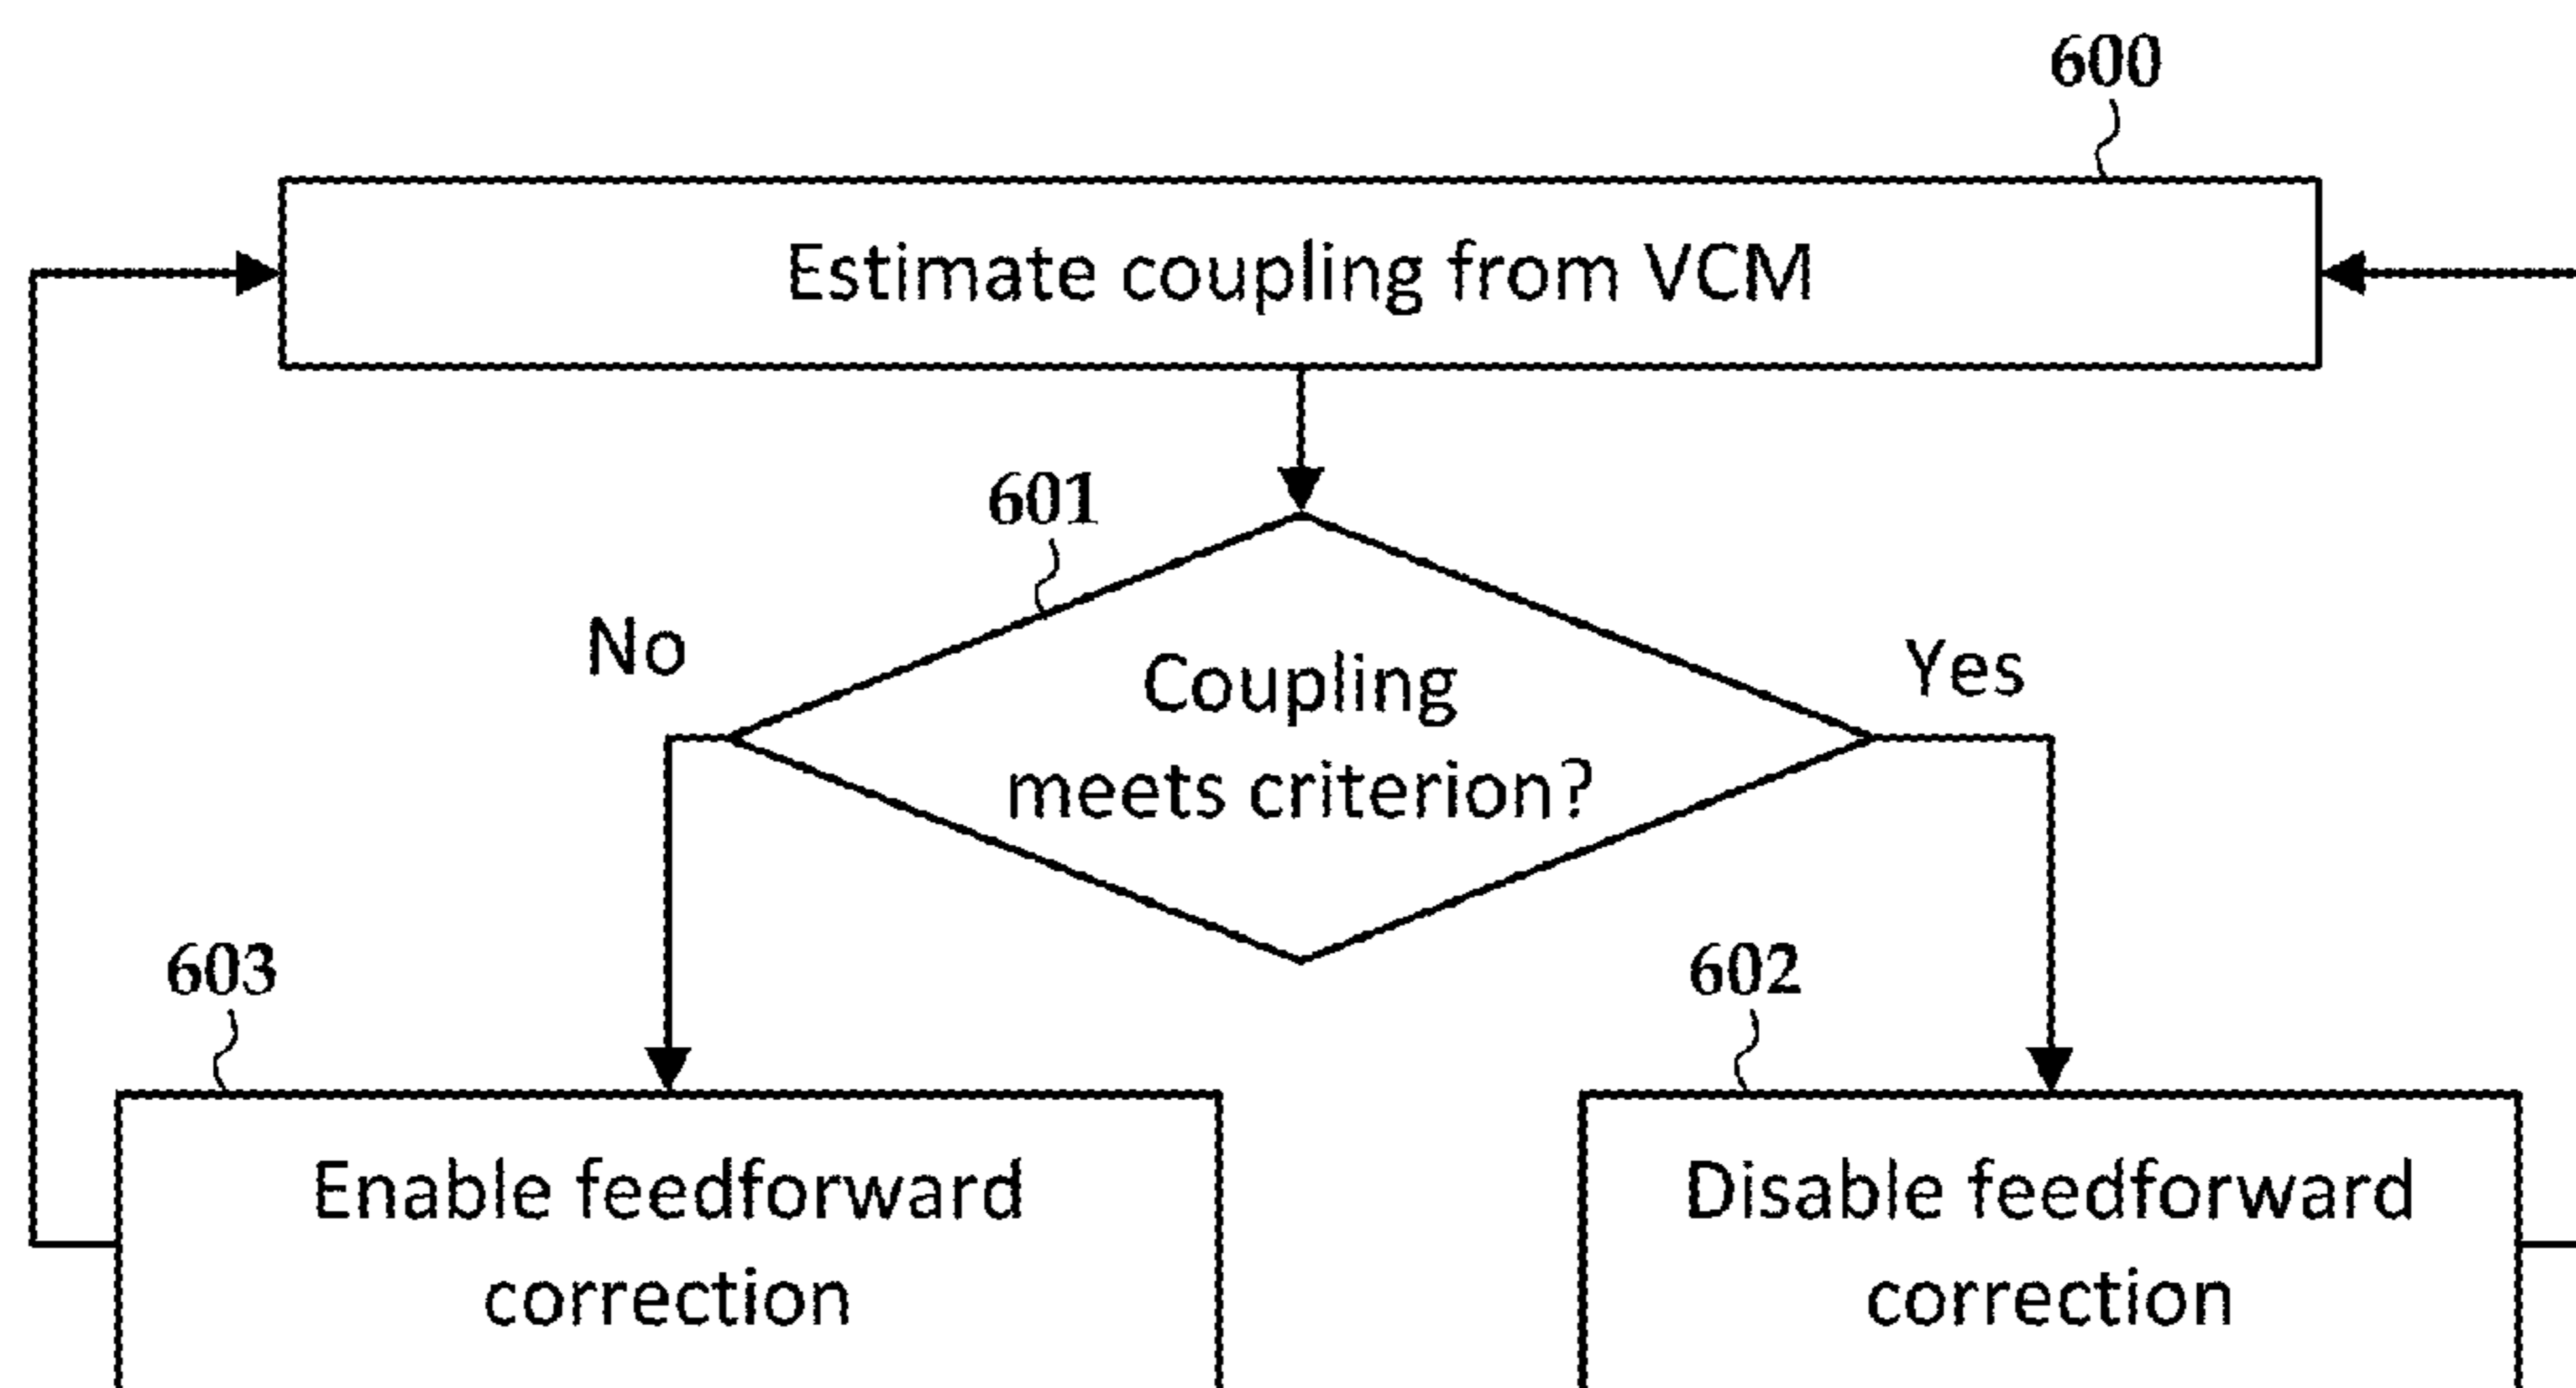 600
Estimate coupling from VCM
601
No
Yes
Coupling
meets criterion?
603
602
Enable feedforward
correction
Disable feedforward
correction